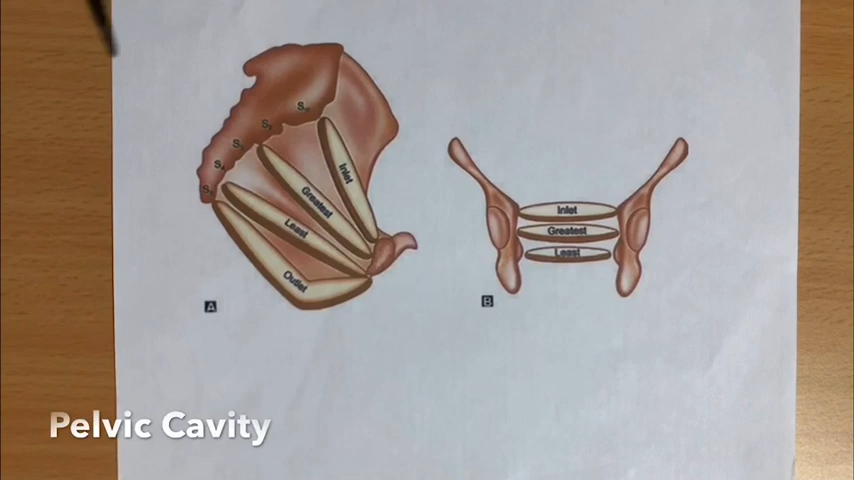 S₂
S₃
S₄
S₅
Inlet
Greatest
Least
Outlet
A
Inlet
Greatest
Least
B
Pelvic Cavity